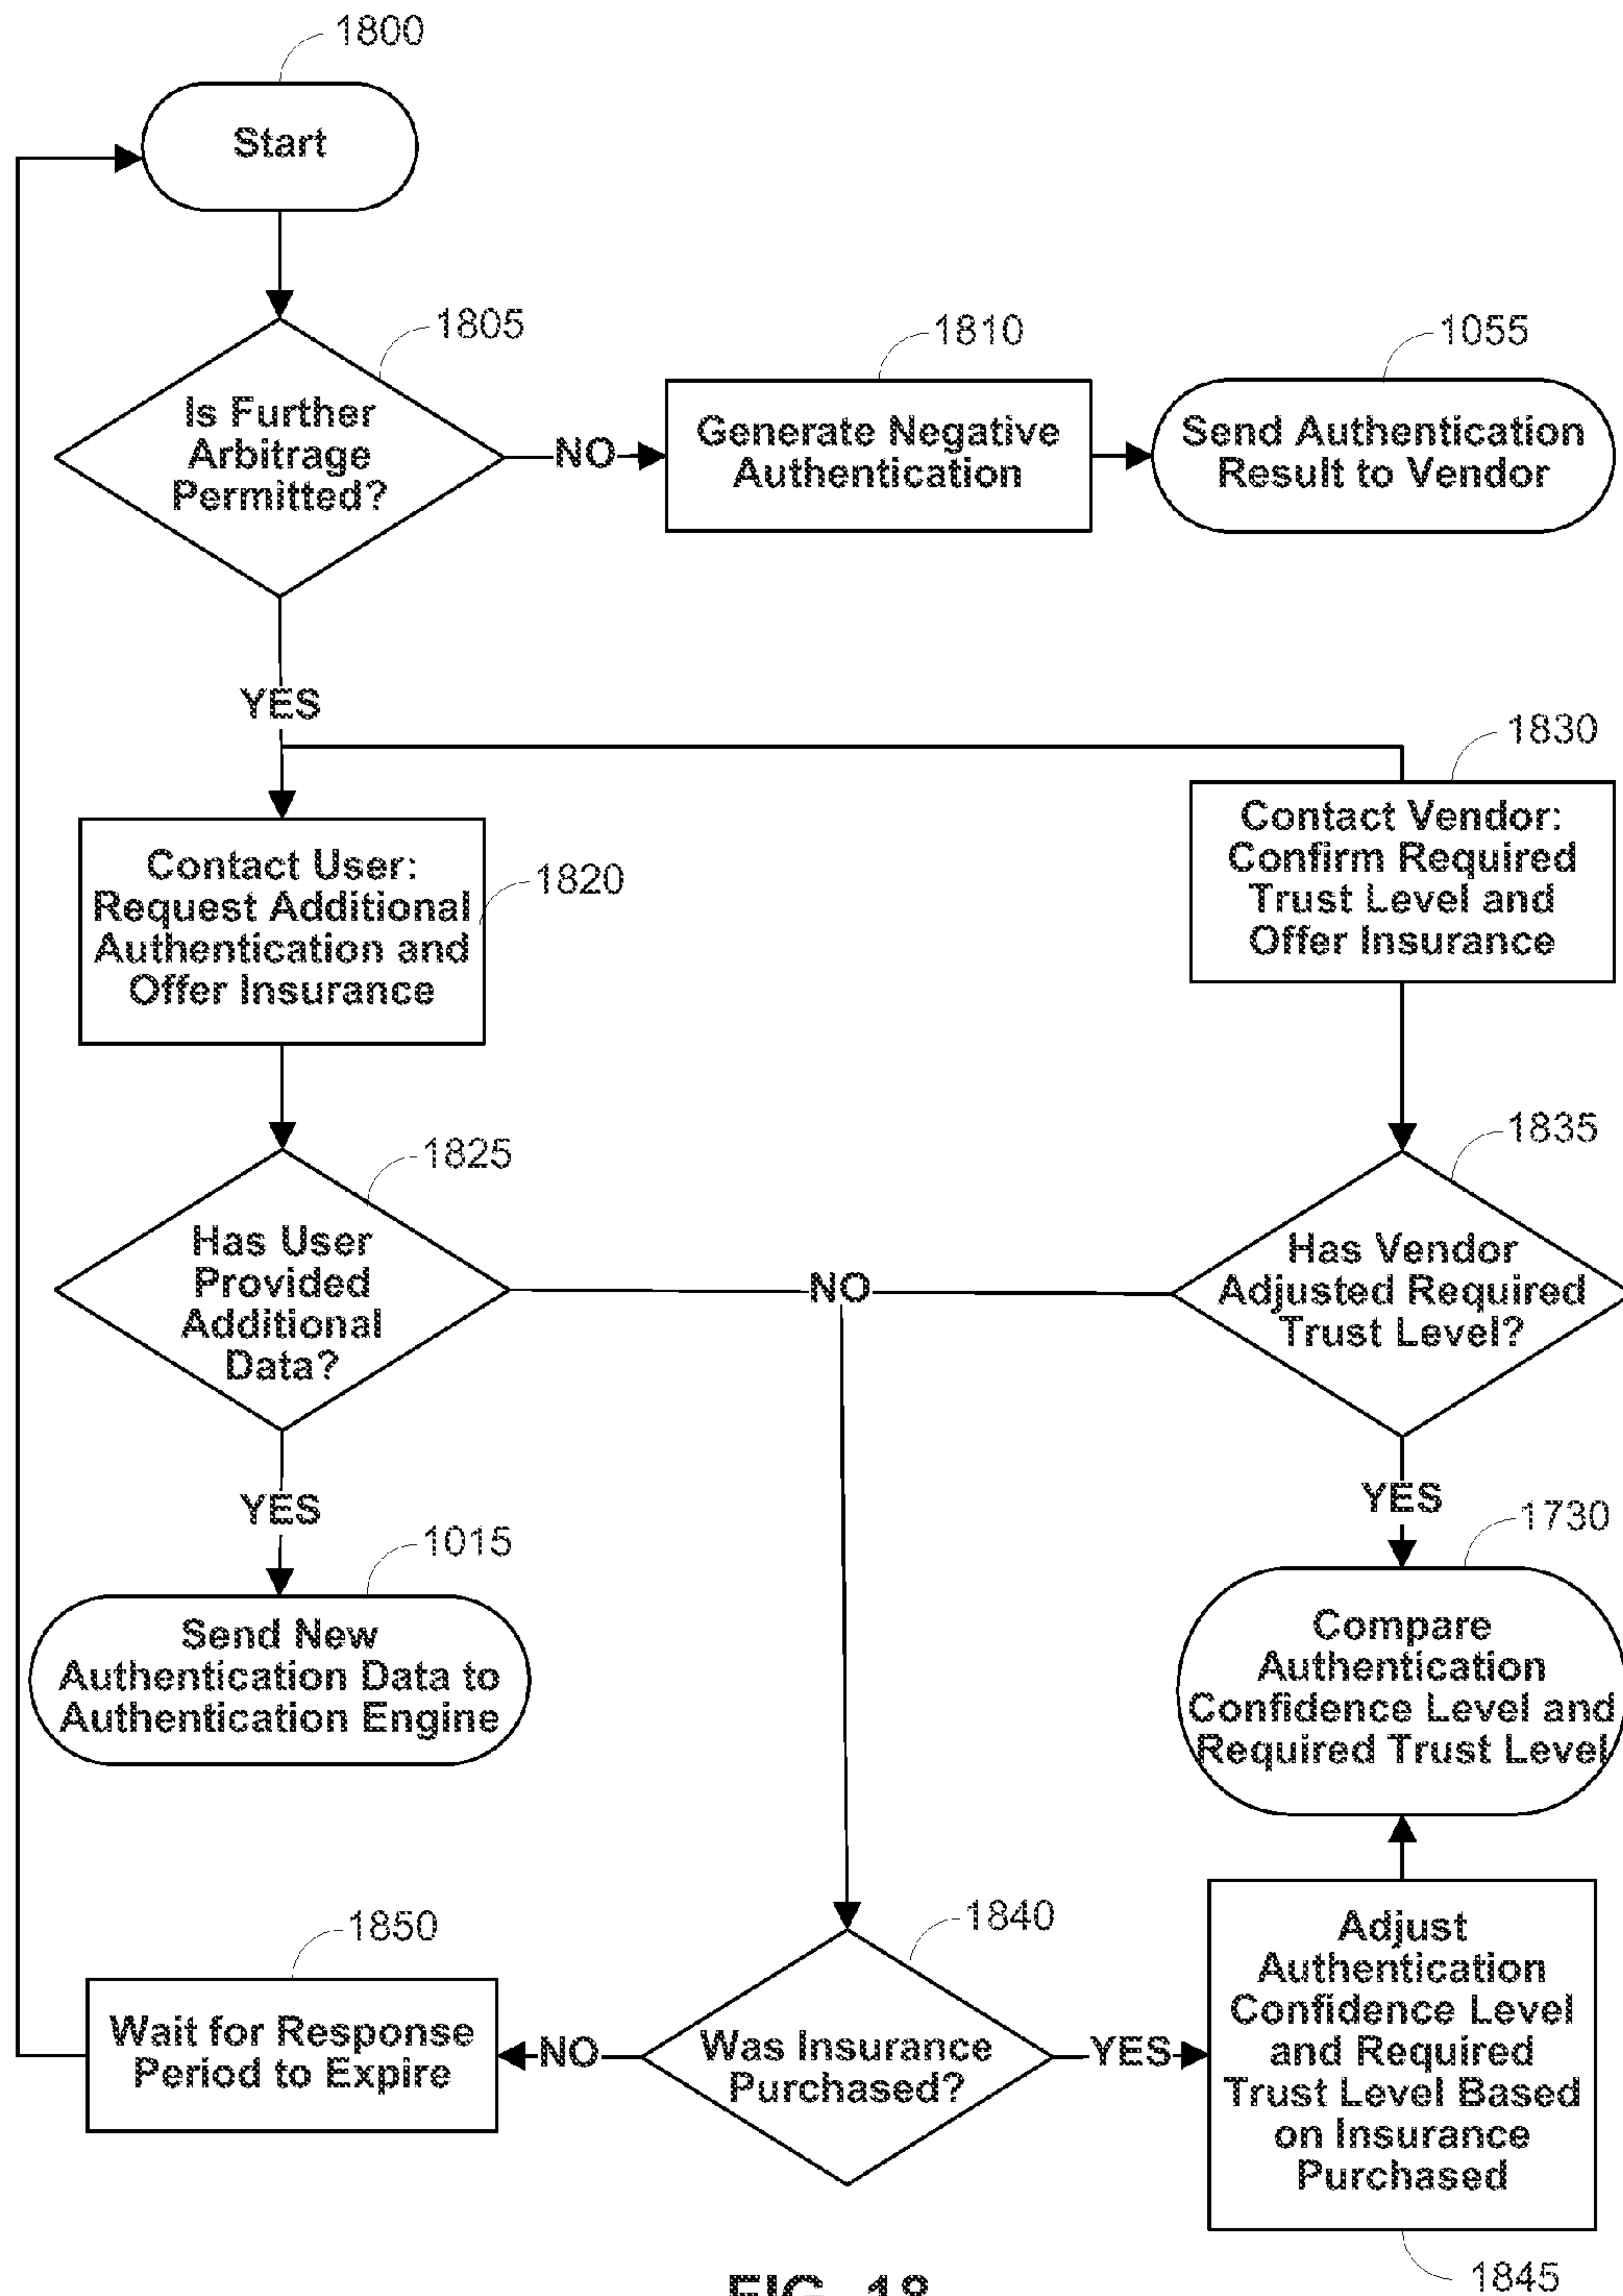 1800
Start
1805
Is Further
Arbitrage
Permitted?
NO
1810
Generate Negative
Authentication
1055
Send Authentication
Result to Vendor
YES
1820
Contact User:
Request Additional
Authentication and
Offer Insurance
1830
Contact Vendor:
Confirm Required
Trust Level and
Offer Insurance
1825
Has User
Provided
Additional
Data?
NO
1835
Has Vendor
Adjusted Required
Trust Level?
YES
1015
Send New
Authentication Data to
Authentication Engine
YES
1730
Compare
Authentication
Confidence Level and
Required Trust Level
1850
Wait for Response
Period to Expire
NO
1840
Was Insurance
Purchased?
YES
Adjust
Authentication
Confidence Level
and Required
Trust Level Based
on Insurance
Purchased
1845
FIG. 18